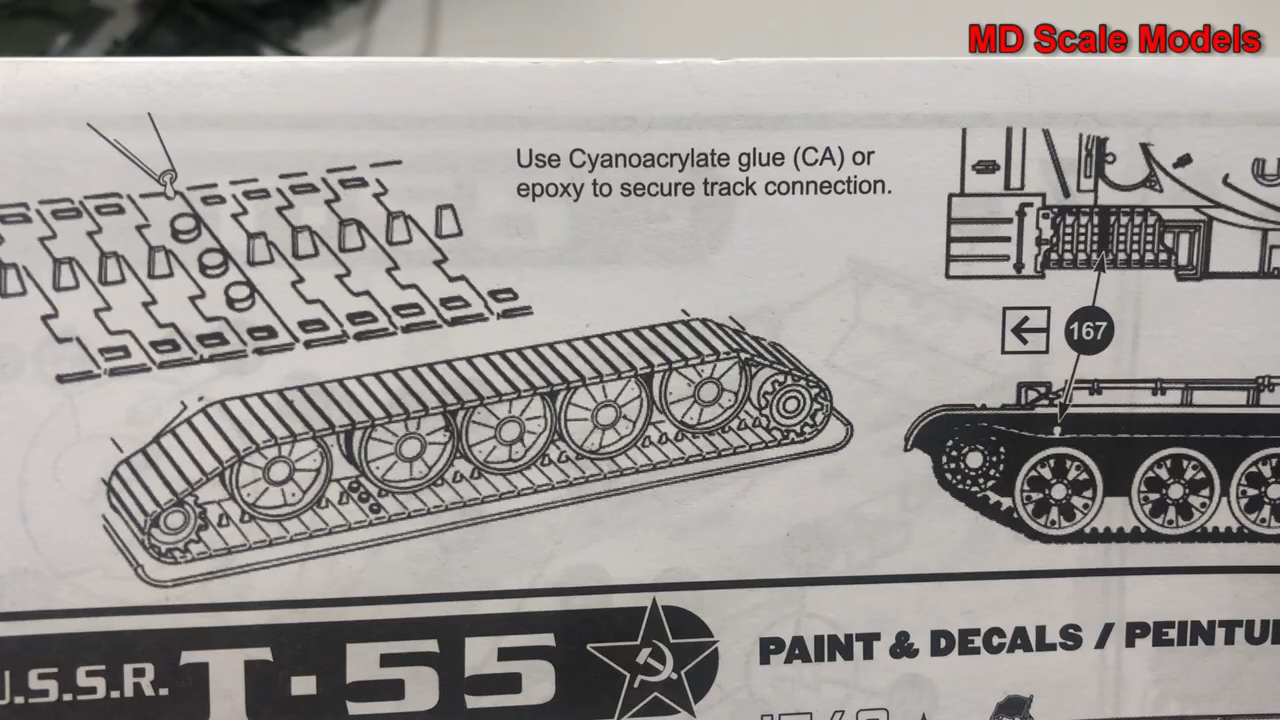 MD Scale Models
Use Cyanoacrylate glue (CA) or
epoxy to secure track connection.
167
U.S.S.R. T-55
PAINT & DECALS / PEINTU